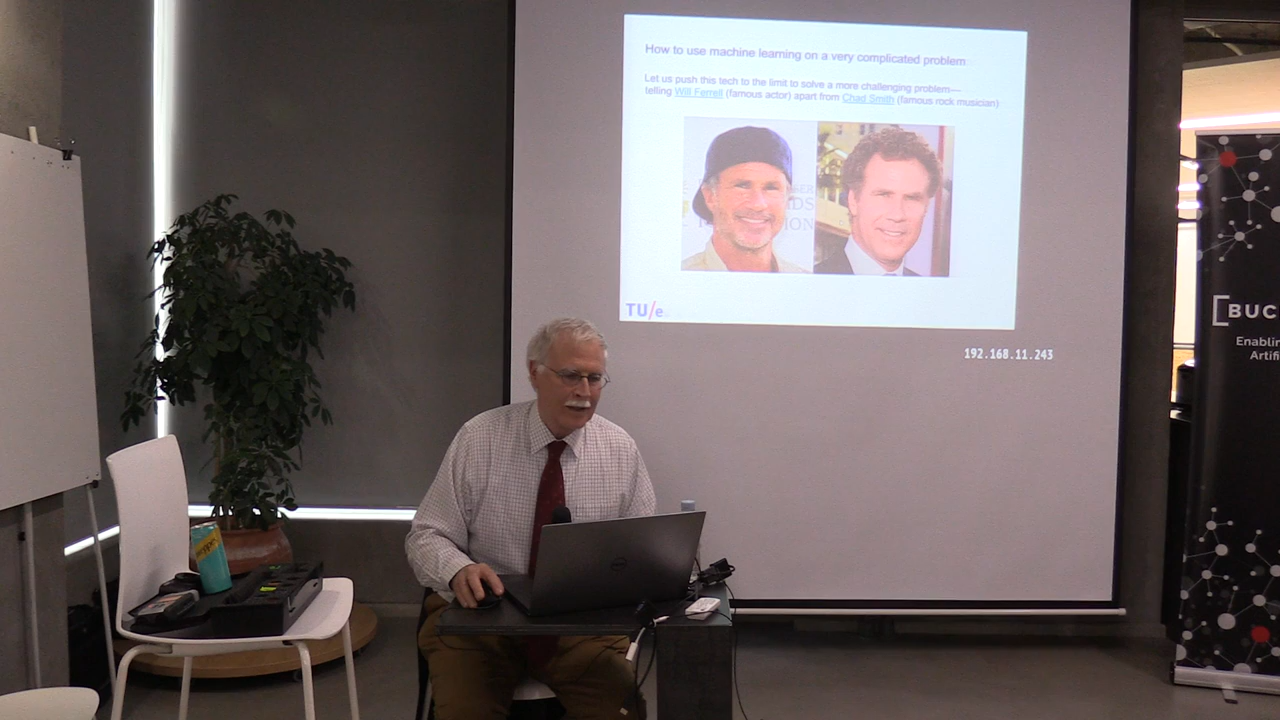 How to use machine learning on a very complicated problem
Let us push this tech to the limit to solve a more challenging problem—
telling Will Ferrell (famous actor) apart from Chad Smith (famous rock musician)
TU/e
192.168.11.243
[BUC
Enablin
Artifi